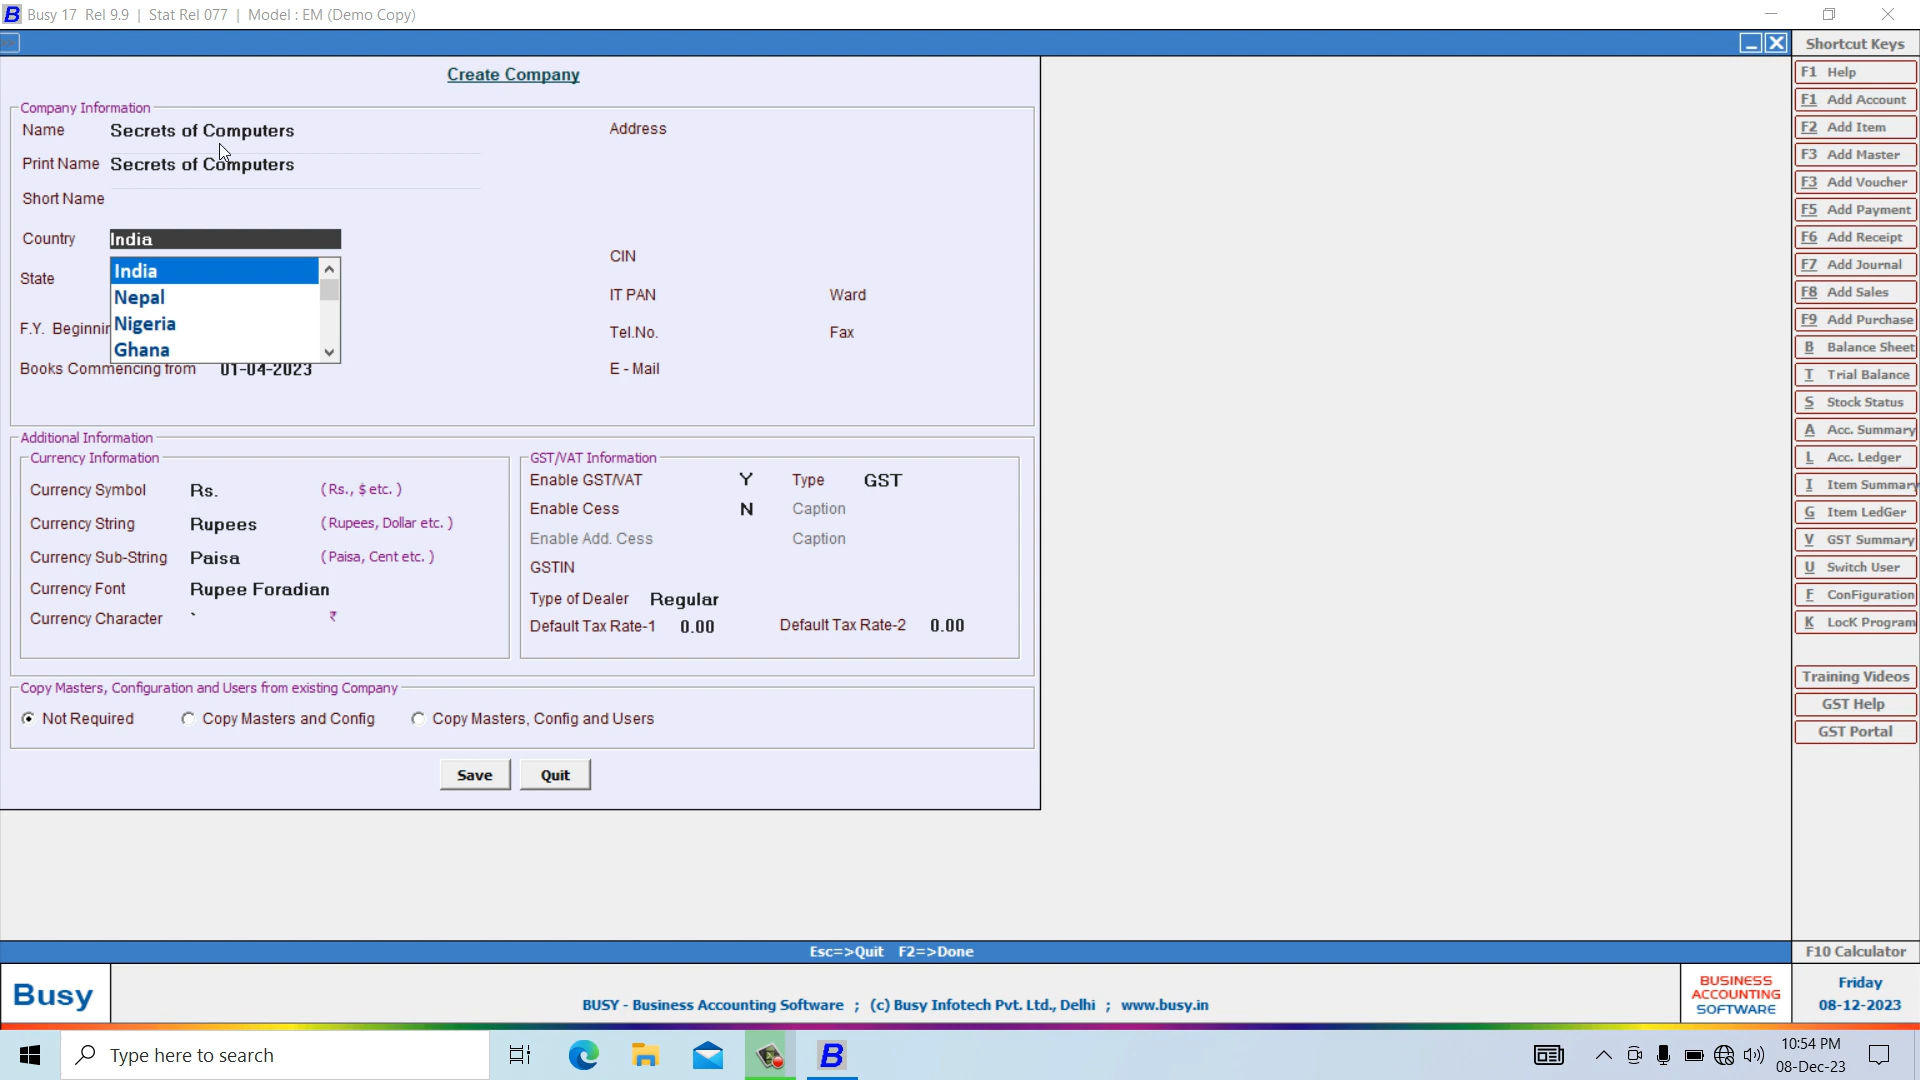 Busy 17 Rel 9.9 | Stat Rel 077 | Model : EM (Demo Copy)
Shortcut Keys
Create Company
Company Information
Name Secrets of Computers
Print Name Secrets of Computers
Short Name
Country India
India
Nepal
Nigeria
Ghana
State
F.Y. Beginnin
Books Commencing from 01-04-2023
Address
CIN
IT PAN Ward
Tel.No. Fax
E - Mail
Additional Information
Currency Information
Currency Symbol Rs. (Rs., $ etc. )
Currency String Rupees (Rupees, Dollar etc. )
Currency Sub-String Paisa (Paisa, Cent etc. )
Currency Font Rupee Foradian
Currency Character ` ₹
GST/VAT Information
Enable GST/VAT Y Type GST
Enable Cess N Caption
Enable Add. Cess Caption
GSTIN
Type of Dealer Regular
Default Tax Rate-1 0.00 Default Tax Rate-2 0.00
Copy Masters, Configuration and Users from existing Company
Not Required Copy Masters and Config Copy Masters, Config and Users
Save Quit
F1 Help
F1 Add Account
F2 Add Item
F3 Add Master
F3 Add Voucher
F5 Add Payment
F6 Add Receipt
F7 Add Journal
F8 Add Sales
F9 Add Purchase
B Balance Sheet
T Trial Balance
S Stock Status
A Acc. Summary
L Acc. Ledger
I Item Summary
G Item LedGer
V GST Summary
U Switch User
F ConFiguration
K LocK Program
Training Videos
GST Help
GST Portal
Esc=>Quit F2=>Done
F10 Calculator
Busy
BUSY - Business Accounting Software ; (c) Busy Infotech Pvt. Ltd., Delhi ; www.busy.in
BUSINESS
ACCOUNTING
SOFTWARE
Friday
08-12-2023
Type here to search
B
10:54 PM
08-Dec-23